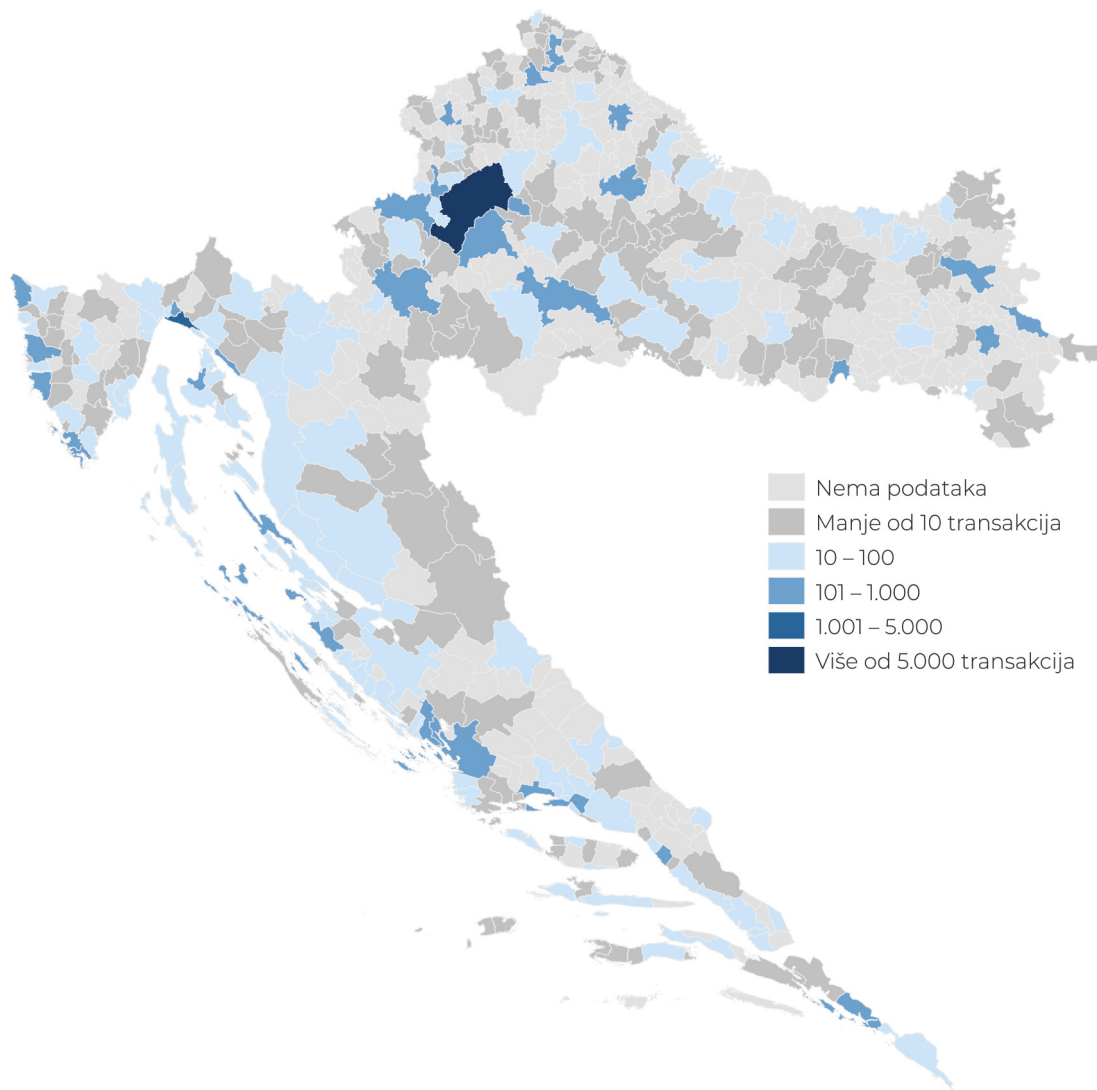 Nema podataka
Manje od 10 transakcija
10 – 100
101 – 1.000
1.001 – 5.000
Više od 5.000 transakcija